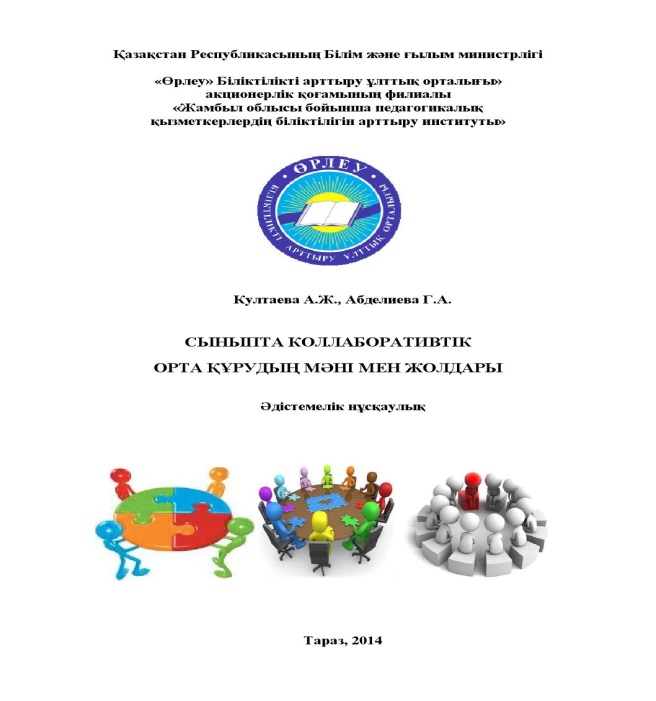 Қазақстан Республикасының Білім және ғылым министрлігі
«Өрлеу» Біліктілікті арттыру ұлттық орталығы»
акционерлік қоғамының филиалы
«Жамбыл облысы бойынша педагогикалық
қызметкерлердің біліктілігін арттыру институты»
• ӨРЛЕУ •
БІЛІКТІЛІКТІ АРТТЫРУ ҰЛТТЫҚ ОРТАЛЫҒЫ
Култаева А.Ж., Абделиева Г.А.
СЫНЫПТА КОЛЛАБОРАТИВТІК
ОРТА ҚҰРУДЫҢ МӘНІ МЕН ЖОЛДАРЫ
Әдістемелік нұсқаулық
Тараз, 2014